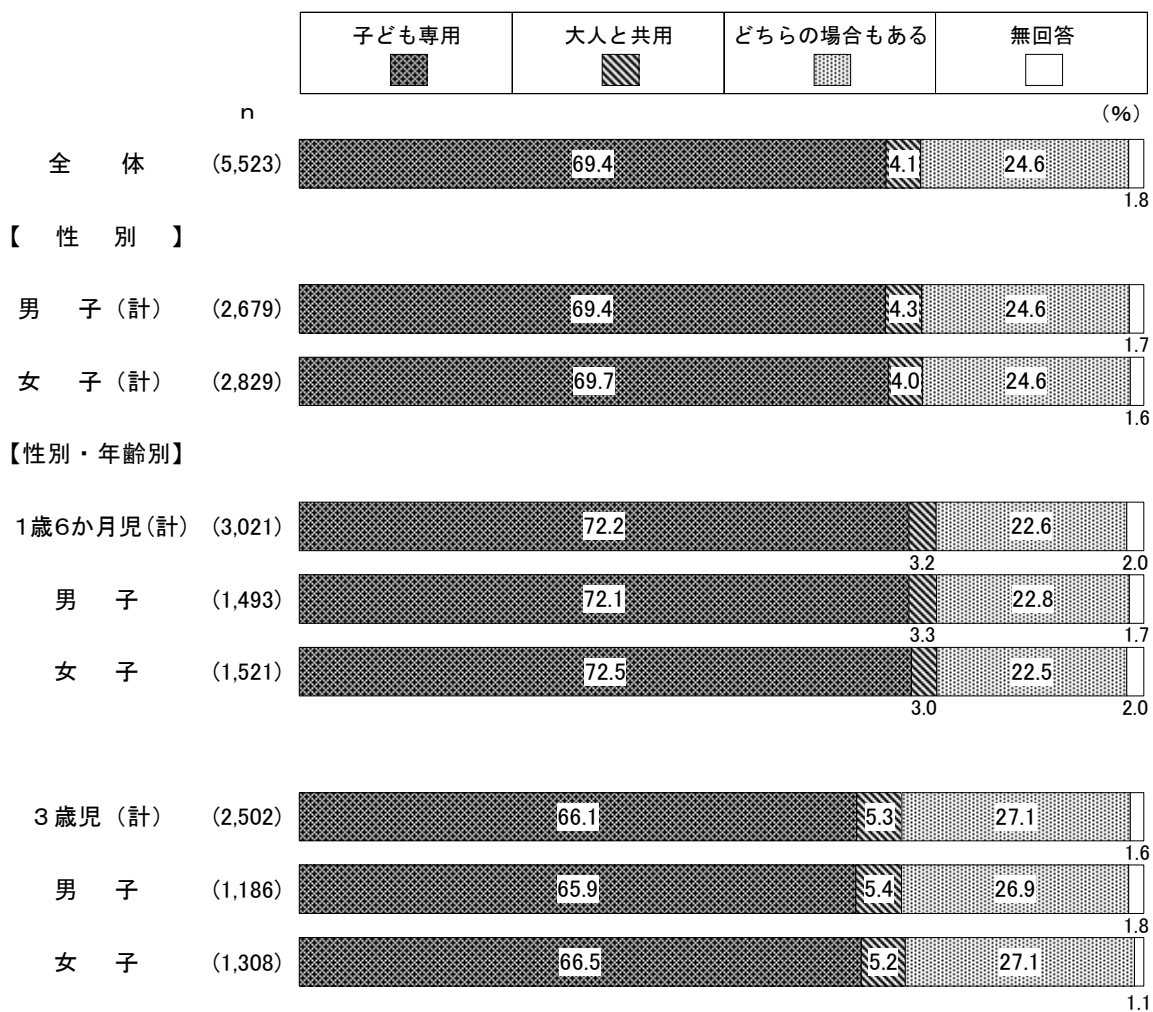 子ども専用 大人と共用 どちらの場合もある 無回答
n (%)
全 体 (5,523) 69.4 4.1 24.6
1.8
【 性 別 】
男 子(計) (2,679) 69.4 4.3 24.6
1.7
女 子(計) (2,829) 69.7 4.0 24.6
1.6
【性別・年齢別】
1歳6か月児(計) (3,021) 72.2 22.6
3.2 2.0
男 子 (1,493) 72.1 22.8
3.3 1.7
女 子 (1,521) 72.5 22.5
3.0 2.0
3歳児(計) (2,502) 66.1 5.3 27.1
1.6
男 子 (1,186) 65.9 5.4 26.9
1.8
女 子 (1,308) 66.5 5.2 27.1
1.1